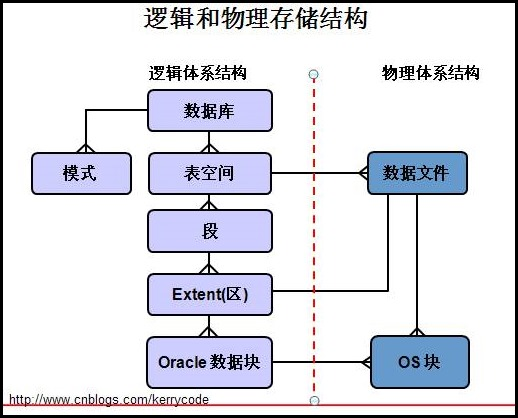 逻辑和物理存储结构
逻辑体系结构
物理体系结构
数据库
模式
表空间
数据文件
段
Extent(区)
Oracle 数据块
OS 块
http://www.cnblogs.com/kerrycode